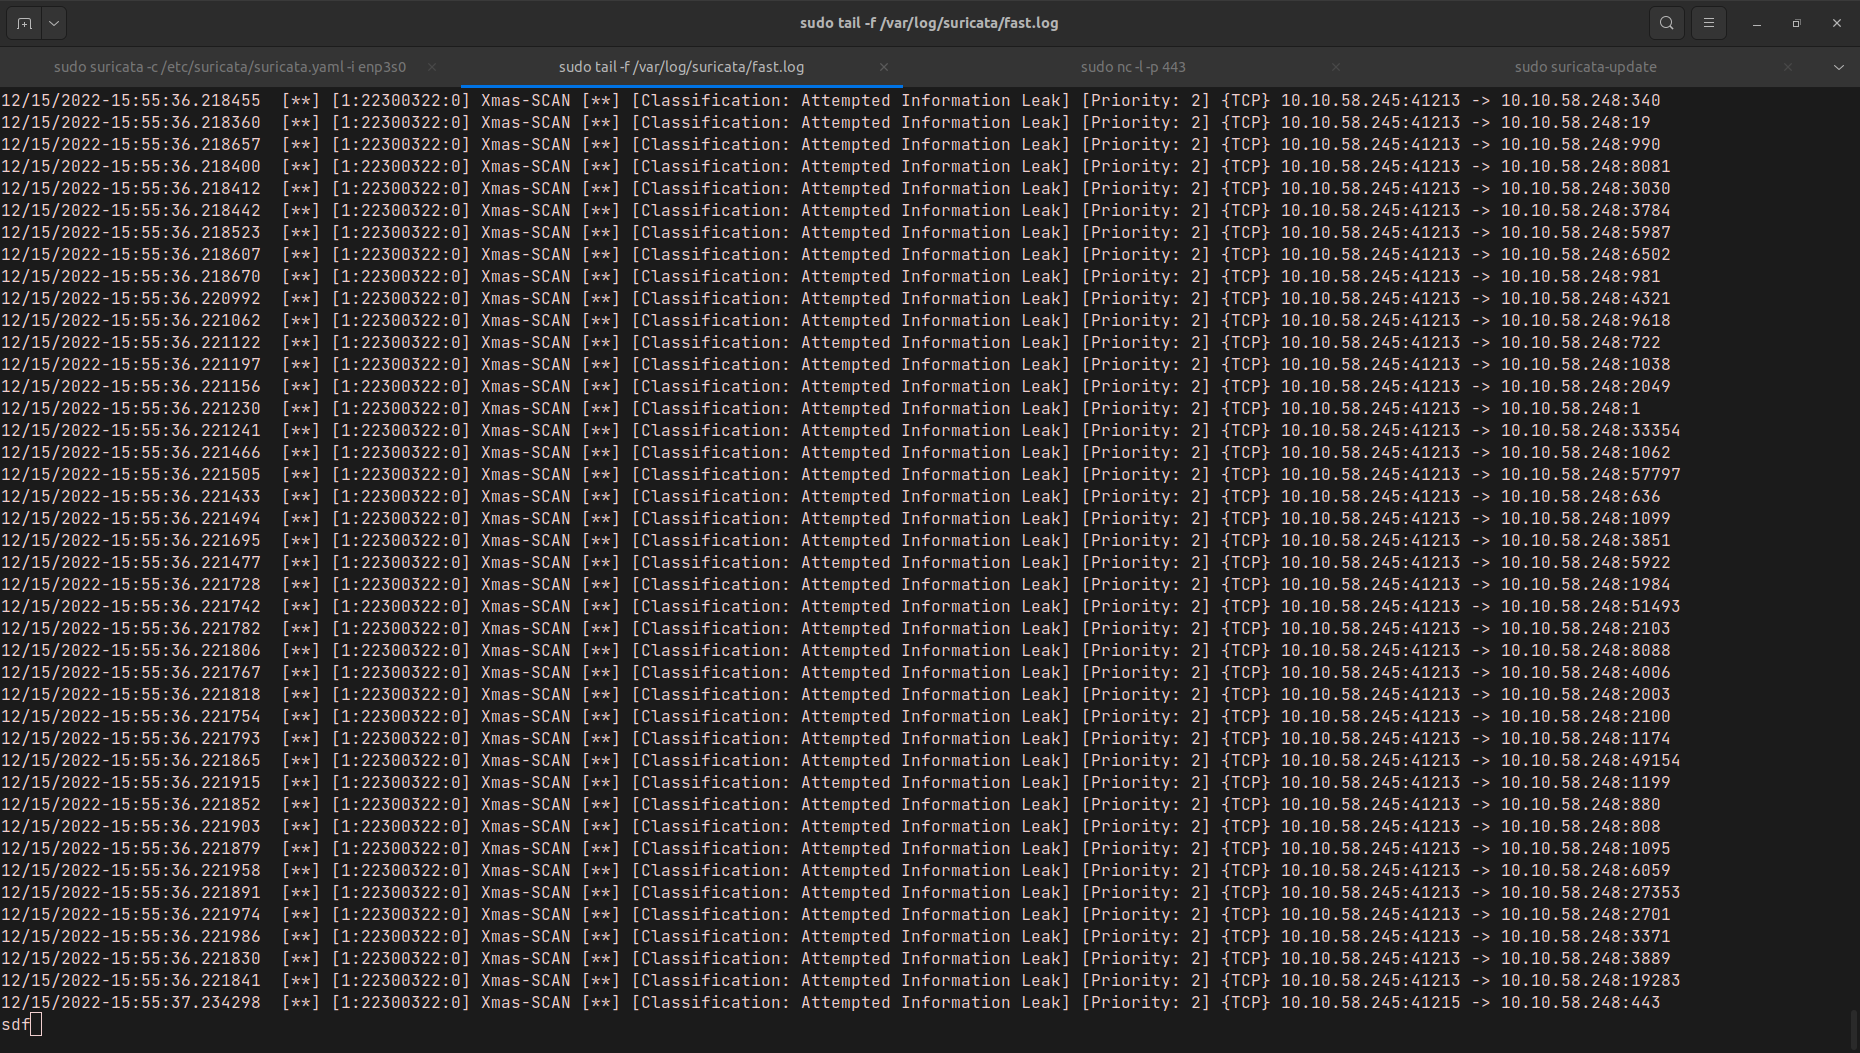 sudo tail -f /var/log/suricata/fast.log
sudo suricata -c /etc/suricata/suricata.yaml -i enp3s0 sudo tail -f /var/log/suricata/fast.log sudo nc -l -p 443 sudo suricata-update
12/15/2022-15:55:36.218455  [**] [1:22300322:0] Xmas-SCAN [**] [Classification: Attempted Information Leak] [Priority: 2] {TCP} 10.10.58.245:41213 -> 10.10.58.248:340
12/15/2022-15:55:36.218360  [**] [1:22300322:0] Xmas-SCAN [**] [Classification: Attempted Information Leak] [Priority: 2] {TCP} 10.10.58.245:41213 -> 10.10.58.248:19
12/15/2022-15:55:36.218657  [**] [1:22300322:0] Xmas-SCAN [**] [Classification: Attempted Information Leak] [Priority: 2] {TCP} 10.10.58.245:41213 -> 10.10.58.248:990
12/15/2022-15:55:36.218400  [**] [1:22300322:0] Xmas-SCAN [**] [Classification: Attempted Information Leak] [Priority: 2] {TCP} 10.10.58.245:41213 -> 10.10.58.248:8081
12/15/2022-15:55:36.218412  [**] [1:22300322:0] Xmas-SCAN [**] [Classification: Attempted Information Leak] [Priority: 2] {TCP} 10.10.58.245:41213 -> 10.10.58.248:3030
12/15/2022-15:55:36.218442  [**] [1:22300322:0] Xmas-SCAN [**] [Classification: Attempted Information Leak] [Priority: 2] {TCP} 10.10.58.245:41213 -> 10.10.58.248:3784
12/15/2022-15:55:36.218523  [**] [1:22300322:0] Xmas-SCAN [**] [Classification: Attempted Information Leak] [Priority: 2] {TCP} 10.10.58.245:41213 -> 10.10.58.248:5987
12/15/2022-15:55:36.218607  [**] [1:22300322:0] Xmas-SCAN [**] [Classification: Attempted Information Leak] [Priority: 2] {TCP} 10.10.58.245:41213 -> 10.10.58.248:6502
12/15/2022-15:55:36.218670  [**] [1:22300322:0] Xmas-SCAN [**] [Classification: Attempted Information Leak] [Priority: 2] {TCP} 10.10.58.245:41213 -> 10.10.58.248:981
12/15/2022-15:55:36.220992  [**] [1:22300322:0] Xmas-SCAN [**] [Classification: Attempted Information Leak] [Priority: 2] {TCP} 10.10.58.245:41213 -> 10.10.58.248:4321
12/15/2022-15:55:36.221062  [**] [1:22300322:0] Xmas-SCAN [**] [Classification: Attempted Information Leak] [Priority: 2] {TCP} 10.10.58.245:41213 -> 10.10.58.248:9618
12/15/2022-15:55:36.221122  [**] [1:22300322:0] Xmas-SCAN [**] [Classification: Attempted Information Leak] [Priority: 2] {TCP} 10.10.58.245:41213 -> 10.10.58.248:722
12/15/2022-15:55:36.221197  [**] [1:22300322:0] Xmas-SCAN [**] [Classification: Attempted Information Leak] [Priority: 2] {TCP} 10.10.58.245:41213 -> 10.10.58.248:1038
12/15/2022-15:55:36.221156  [**] [1:22300322:0] Xmas-SCAN [**] [Classification: Attempted Information Leak] [Priority: 2] {TCP} 10.10.58.245:41213 -> 10.10.58.248:2049
12/15/2022-15:55:36.221230  [**] [1:22300322:0] Xmas-SCAN [**] [Classification: Attempted Information Leak] [Priority: 2] {TCP} 10.10.58.245:41213 -> 10.10.58.248:1
12/15/2022-15:55:36.221241  [**] [1:22300322:0] Xmas-SCAN [**] [Classification: Attempted Information Leak] [Priority: 2] {TCP} 10.10.58.245:41213 -> 10.10.58.248:33354
12/15/2022-15:55:36.221466  [**] [1:22300322:0] Xmas-SCAN [**] [Classification: Attempted Information Leak] [Priority: 2] {TCP} 10.10.58.245:41213 -> 10.10.58.248:1062
12/15/2022-15:55:36.221505  [**] [1:22300322:0] Xmas-SCAN [**] [Classification: Attempted Information Leak] [Priority: 2] {TCP} 10.10.58.245:41213 -> 10.10.58.248:57797
12/15/2022-15:55:36.221433  [**] [1:22300322:0] Xmas-SCAN [**] [Classification: Attempted Information Leak] [Priority: 2] {TCP} 10.10.58.245:41213 -> 10.10.58.248:636
12/15/2022-15:55:36.221494  [**] [1:22300322:0] Xmas-SCAN [**] [Classification: Attempted Information Leak] [Priority: 2] {TCP} 10.10.58.245:41213 -> 10.10.58.248:1099
12/15/2022-15:55:36.221695  [**] [1:22300322:0] Xmas-SCAN [**] [Classification: Attempted Information Leak] [Priority: 2] {TCP} 10.10.58.245:41213 -> 10.10.58.248:3851
12/15/2022-15:55:36.221477  [**] [1:22300322:0] Xmas-SCAN [**] [Classification: Attempted Information Leak] [Priority: 2] {TCP} 10.10.58.245:41213 -> 10.10.58.248:5922
12/15/2022-15:55:36.221728  [**] [1:22300322:0] Xmas-SCAN [**] [Classification: Attempted Information Leak] [Priority: 2] {TCP} 10.10.58.245:41213 -> 10.10.58.248:1984
12/15/2022-15:55:36.221742  [**] [1:22300322:0] Xmas-SCAN [**] [Classification: Attempted Information Leak] [Priority: 2] {TCP} 10.10.58.245:41213 -> 10.10.58.248:51493
12/15/2022-15:55:36.221782  [**] [1:22300322:0] Xmas-SCAN [**] [Classification: Attempted Information Leak] [Priority: 2] {TCP} 10.10.58.245:41213 -> 10.10.58.248:2103
12/15/2022-15:55:36.221806  [**] [1:22300322:0] Xmas-SCAN [**] [Classification: Attempted Information Leak] [Priority: 2] {TCP} 10.10.58.245:41213 -> 10.10.58.248:8088
12/15/2022-15:55:36.221767  [**] [1:22300322:0] Xmas-SCAN [**] [Classification: Attempted Information Leak] [Priority: 2] {TCP} 10.10.58.245:41213 -> 10.10.58.248:4006
12/15/2022-15:55:36.221818  [**] [1:22300322:0] Xmas-SCAN [**] [Classification: Attempted Information Leak] [Priority: 2] {TCP} 10.10.58.245:41213 -> 10.10.58.248:2003
12/15/2022-15:55:36.221754  [**] [1:22300322:0] Xmas-SCAN [**] [Classification: Attempted Information Leak] [Priority: 2] {TCP} 10.10.58.245:41213 -> 10.10.58.248:2100
12/15/2022-15:55:36.221793  [**] [1:22300322:0] Xmas-SCAN [**] [Classification: Attempted Information Leak] [Priority: 2] {TCP} 10.10.58.245:41213 -> 10.10.58.248:1174
12/15/2022-15:55:36.221865  [**] [1:22300322:0] Xmas-SCAN [**] [Classification: Attempted Information Leak] [Priority: 2] {TCP} 10.10.58.245:41213 -> 10.10.58.248:49154
12/15/2022-15:55:36.221915  [**] [1:22300322:0] Xmas-SCAN [**] [Classification: Attempted Information Leak] [Priority: 2] {TCP} 10.10.58.245:41213 -> 10.10.58.248:1199
12/15/2022-15:55:36.221852  [**] [1:22300322:0] Xmas-SCAN [**] [Classification: Attempted Information Leak] [Priority: 2] {TCP} 10.10.58.245:41213 -> 10.10.58.248:880
12/15/2022-15:55:36.221903  [**] [1:22300322:0] Xmas-SCAN [**] [Classification: Attempted Information Leak] [Priority: 2] {TCP} 10.10.58.245:41213 -> 10.10.58.248:808
12/15/2022-15:55:36.221879  [**] [1:22300322:0] Xmas-SCAN [**] [Classification: Attempted Information Leak] [Priority: 2] {TCP} 10.10.58.245:41213 -> 10.10.58.248:1095
12/15/2022-15:55:36.221958  [**] [1:22300322:0] Xmas-SCAN [**] [Classification: Attempted Information Leak] [Priority: 2] {TCP} 10.10.58.245:41213 -> 10.10.58.248:6059
12/15/2022-15:55:36.221891  [**] [1:22300322:0] Xmas-SCAN [**] [Classification: Attempted Information Leak] [Priority: 2] {TCP} 10.10.58.245:41213 -> 10.10.58.248:27353
12/15/2022-15:55:36.221974  [**] [1:22300322:0] Xmas-SCAN [**] [Classification: Attempted Information Leak] [Priority: 2] {TCP} 10.10.58.245:41213 -> 10.10.58.248:2701
12/15/2022-15:55:36.221986  [**] [1:22300322:0] Xmas-SCAN [**] [Classification: Attempted Information Leak] [Priority: 2] {TCP} 10.10.58.245:41213 -> 10.10.58.248:3371
12/15/2022-15:55:36.221830  [**] [1:22300322:0] Xmas-SCAN [**] [Classification: Attempted Information Leak] [Priority: 2] {TCP} 10.10.58.245:41213 -> 10.10.58.248:3889
12/15/2022-15:55:36.221841  [**] [1:22300322:0] Xmas-SCAN [**] [Classification: Attempted Information Leak] [Priority: 2] {TCP} 10.10.58.245:41213 -> 10.10.58.248:19283
12/15/2022-15:55:37.234298  [**] [1:22300322:0] Xmas-SCAN [**] [Classification: Attempted Information Leak] [Priority: 2] {TCP} 10.10.58.245:41215 -> 10.10.58.248:443
sdf